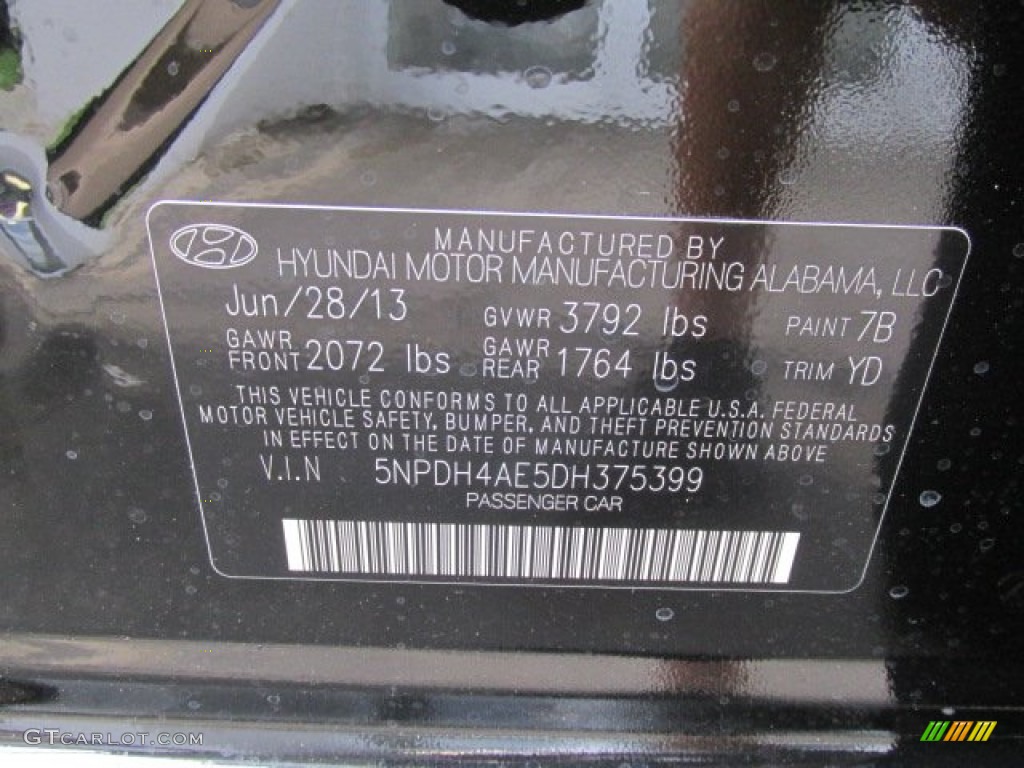 MANUFACTURED BY
HYUNDAI MOTOR MANUFACTURING ALABAMA, LLC
Jun/28/13 GVWR 3792 lbs PAINT 7B
GAWR FRONT 2072 lbs GAWR REAR 1764 lbs TRIM YD
THIS VEHICLE CONFORMS TO ALL APPLICABLE U.S.A. FEDERAL
MOTOR VEHICLE SAFETY, BUMPER, AND THEFT PREVENTION STANDARDS
IN EFFECT ON THE DATE OF MANUFACTURE SHOWN ABOVE
V.I.N 5NPDH4AE5DH375399
PASSENGER CAR
GTCARLOT.COM